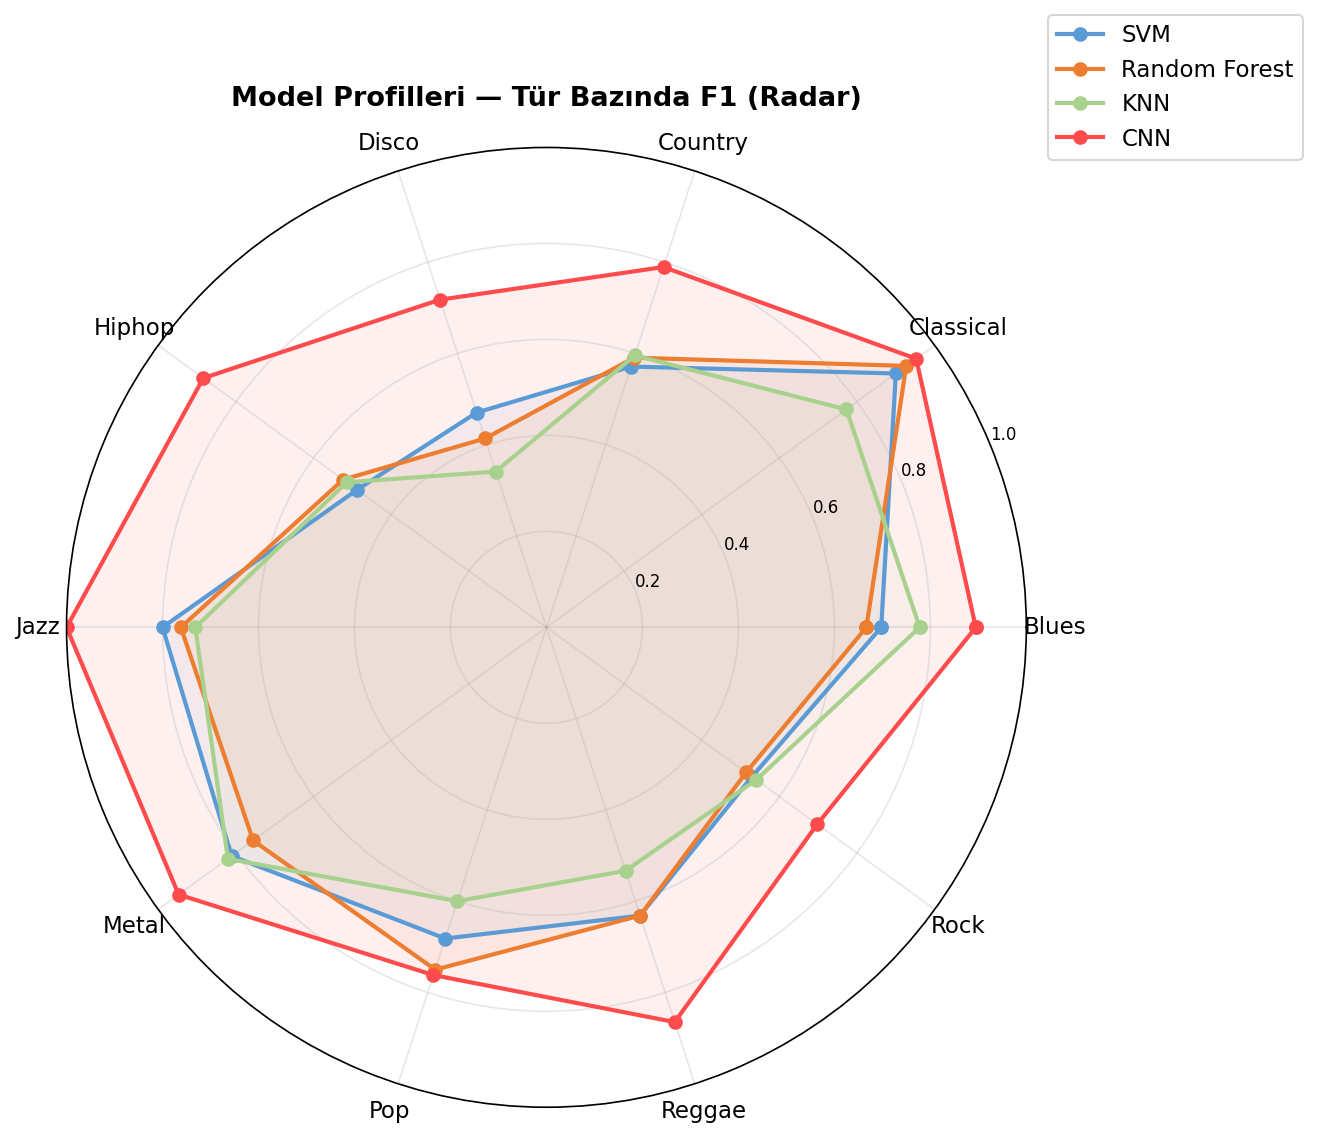 SVM
Random Forest
KNN
CNN
Model Profilleri — Tür Bazında F1 (Radar)
Disco
Country
Hiphop
Classical
1.0
0.8
0.6
0.4
0.2
Jazz
Blues
Metal
Rock
Pop
Reggae